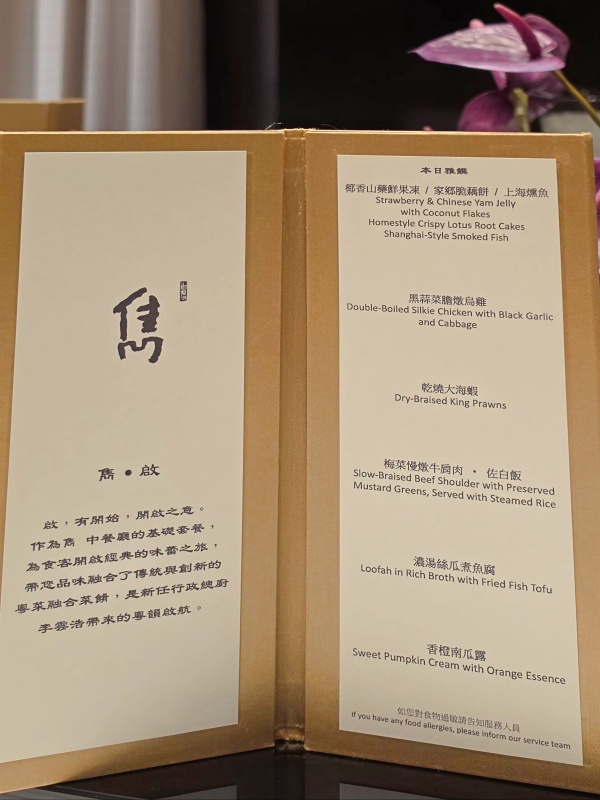 雋
雋•啟
啟,有開始,開啟之意。
作為雋 中餐廳的基礎套餐,
為食客開啟經典的味蕾之旅,
帶您品味融合了傳統與創新的
粵菜融合菜餚,是新任行政總廚
李雲浩帶來的粵韻啟航。
本日雅饌
椰香山藥鮮果凍 / 家鄉脆藕餅 / 上海燻魚
Strawberry & Chinese Yam Jelly
with Coconut Flakes
Homestyle Crispy Lotus Root Cakes
Shanghai-Style Smoked Fish
黑蒜菜膽燉烏雞
Double-Boiled Silkie Chicken with Black Garlic
and Cabbage
乾燒大海蝦
Dry-Braised King Prawns
梅菜慢燉牛肩肉 · 佐白飯
Slow-Braised Beef Shoulder with Preserved
Mustard Greens, Served with Steamed Rice
濃湯絲瓜煮魚腐
Loofah in Rich Broth with Fried Fish Tofu
香橙南瓜露
Sweet Pumpkin Cream with Orange Essence
如您對食物過敏請告知服務人員
If you have any food allergies, please inform our service team